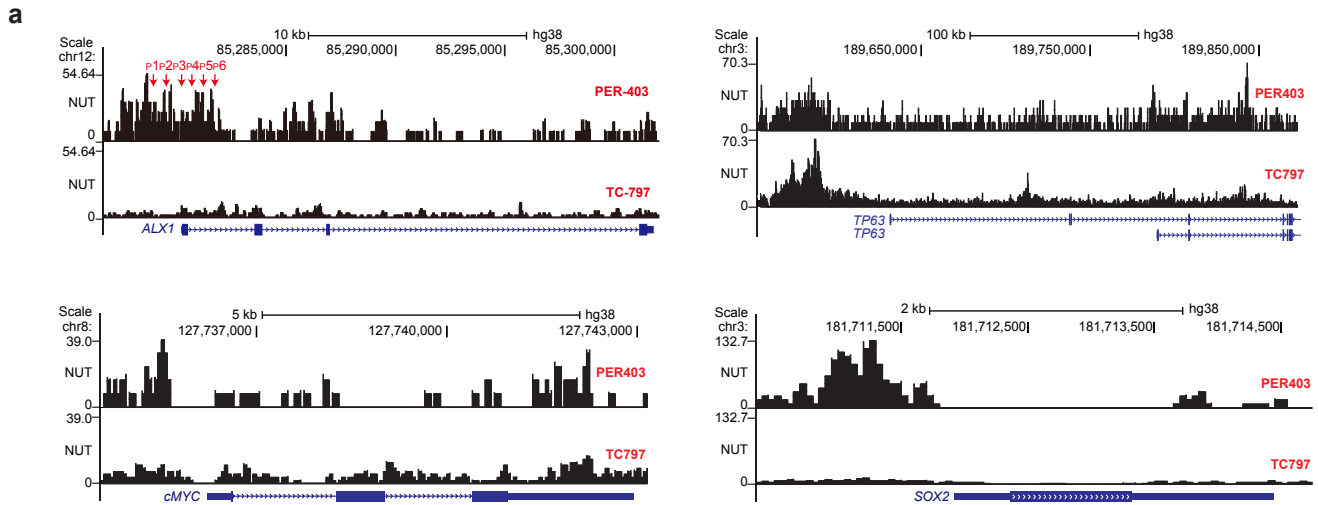 a
Scale
10 kb
hg38
chr12:
85,285,000
85,290,000
85,295,000
85,300,000
54.64
P1P2P3P4P5P6
PER-403
NUT
0
54.64
NUT
TC-797
0
ALX1
Scale
100 kb
hg38
chr3:
189,650,000
189,750,000
189,850,000
70.3
NUT
PER403
0
70.3
NUT
TC797
0
TP63
TP63
Scale
5 kb
hg38
chr8:
127,737,000
127,740,000
127,743,000
39.0
NUT
PER403
0
39.0
NUT
TC797
0
cMYC
Scale
2 kb
hg38
chr3:
181,711,500
181,712,500
181,713,500
181,714,500
132.7
NUT
PER403
0
132.7
NUT
TC797
0
SOX2